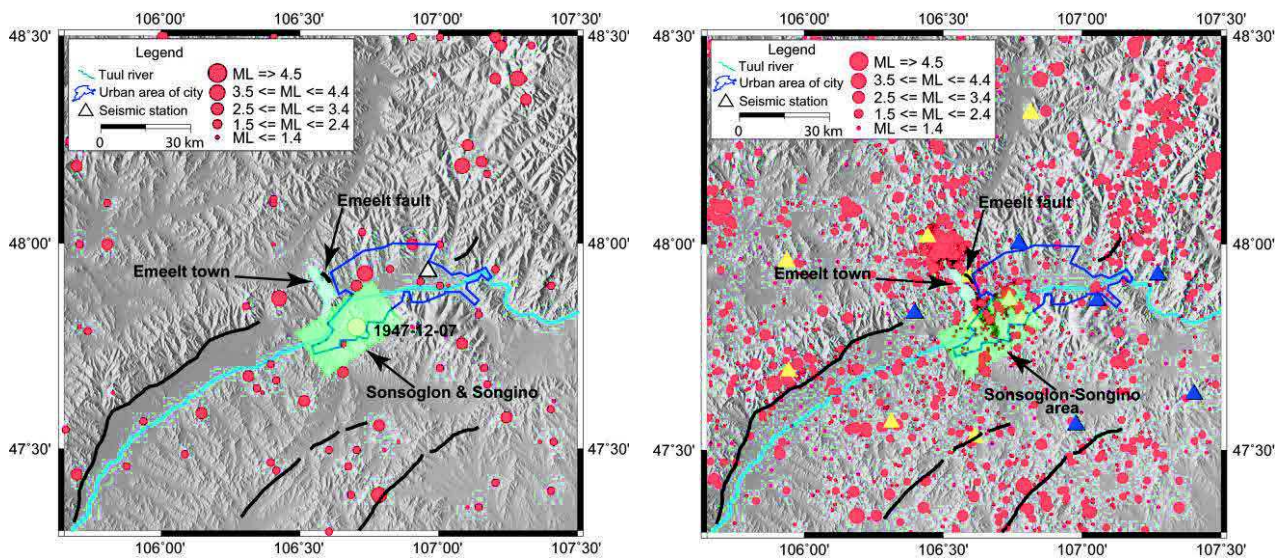 106°00' 106°30' 107°00' 107°30'
48°30'
Legend
Tuul river
Urban area of city
Seismic station
0 30 km
ML => 4.5
3.5 <= ML <= 4.4
2.5 <= ML <= 3.4
1.5 <= ML <= 2.4
ML <= 1.4
Emeelt fault
48°00'
Emeelt town
1947-12-07
Sonsoglon & Songino
47°30'
106°00' 106°30' 107°00' 107°30'
106°00' 106°30' 107°00' 107°30'
48°30' 48°30'
Legend
Tuul river
Urban area of city
Seismic station
0 30 km
ML => 4.5
3.5 <= ML <= 4.4
2.5 <= ML <= 3.4
1.5 <= ML <= 2.4
ML <= 1.4
Emeelt fault
48°00' 48°00'
Emeelt town
Sonsoglon-Songino
area
47°30' 47°30'
106°00' 106°30' 107°00' 107°30'